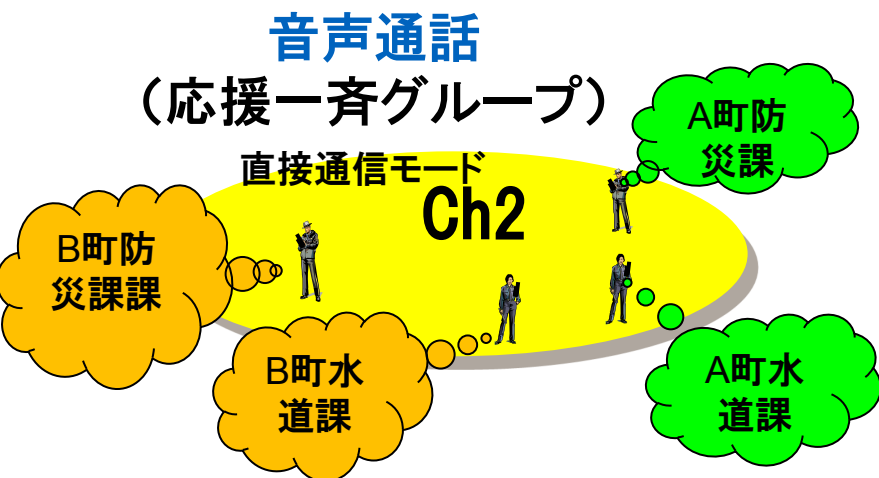 音声通話
（応援一斉グループ）
直接通信モード
Ch2
A町防
災課
B町防
災課課
B町水
道課
A町水
道課